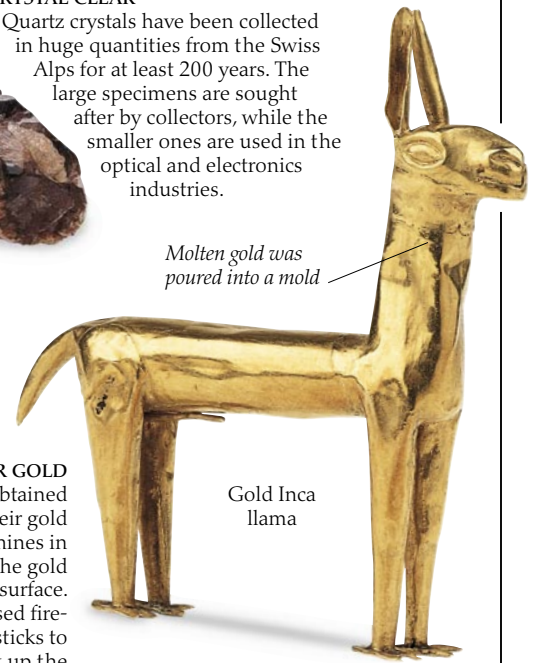 Quartz crystals have been collected
in huge quantities from the Swiss
Alps for at least 200 years. The
large specimens are sought
after by collectors, while the
smaller ones are used in the
optical and electronics
industries.
Molten gold was
poured into a mold
GOLD
Gold Inca
llama
gold
mines in
he gold
surface.
sed fire-
sticks to
up the